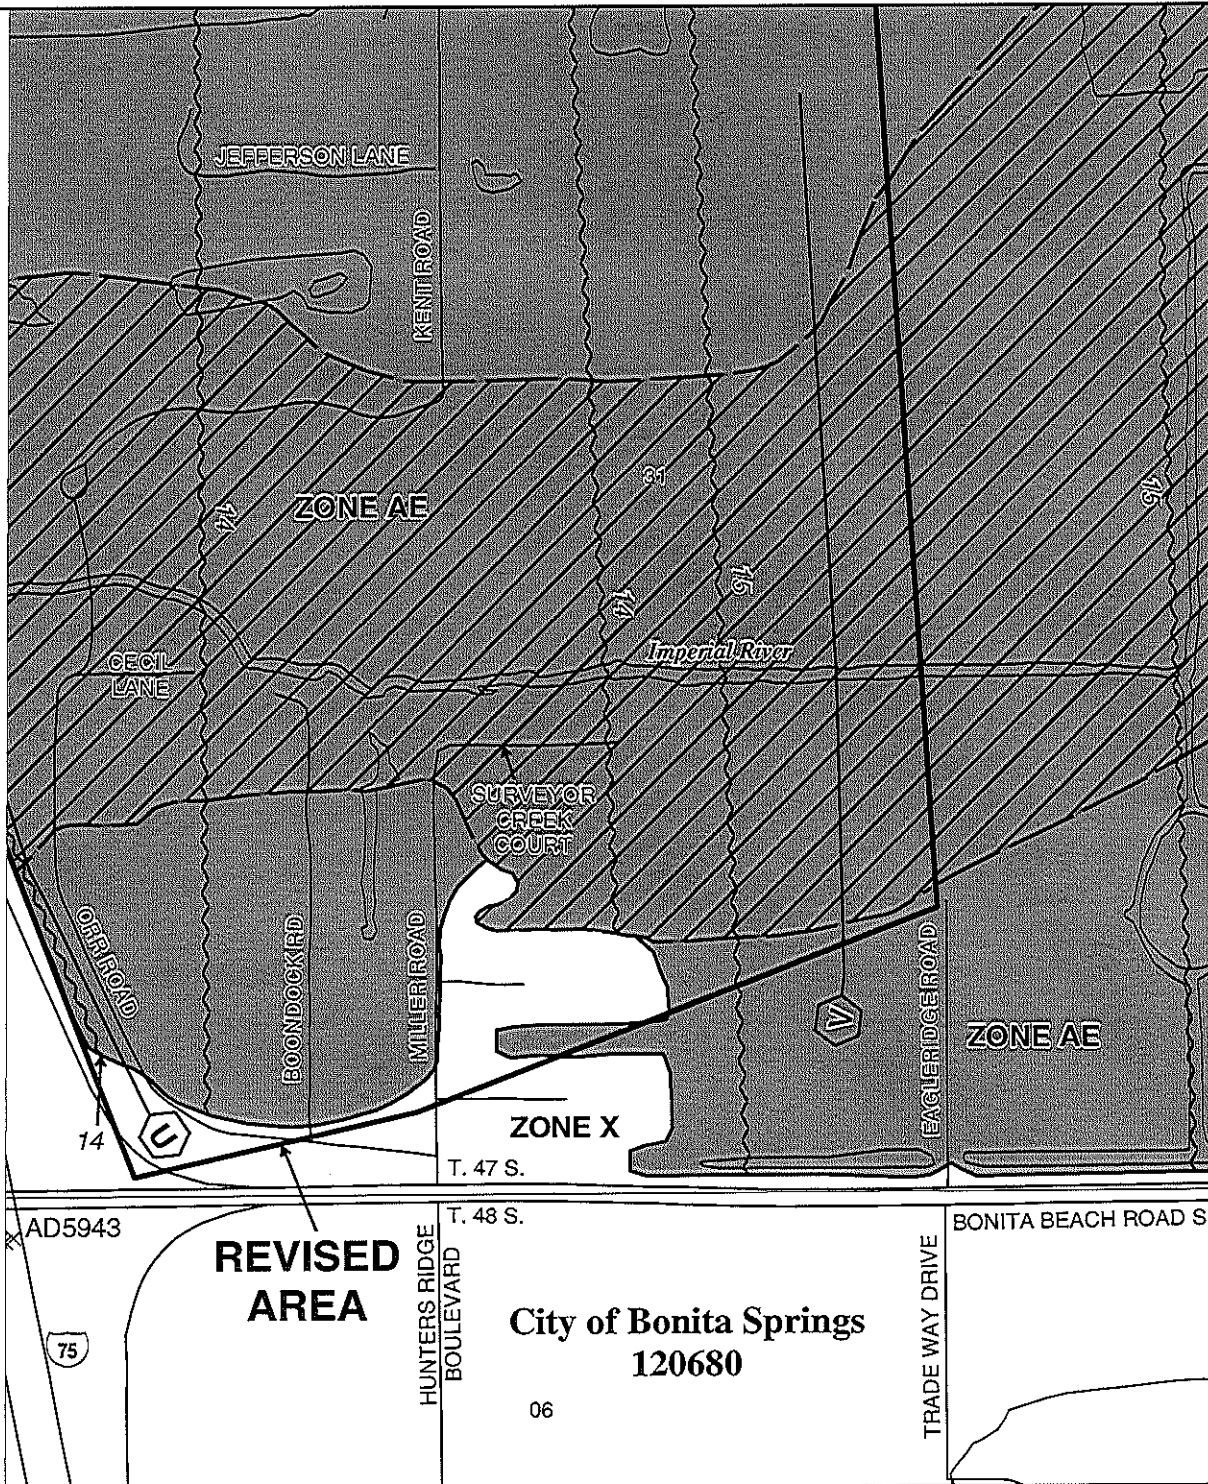 JEFFERSON LANE
KENT ROAD
31
ZONE AE
14
15
15
14
Imperial River
CECIL
LANE
SURVEYOR
CREEK
COURT
ORR ROAD
BOONDOCK RD
MILLER ROAD
EAGLERIDGE ROAD
V
ZONE AE
14
U
ZONE X
T. 47 S.
T. 48 S.
AD5943
BONITA BEACH ROAD S
REVISED
AREA
HUNTERS RIDGE
BOULEVARD
TRADE WAY DRIVE
City of Bonita Springs
120680
75
06